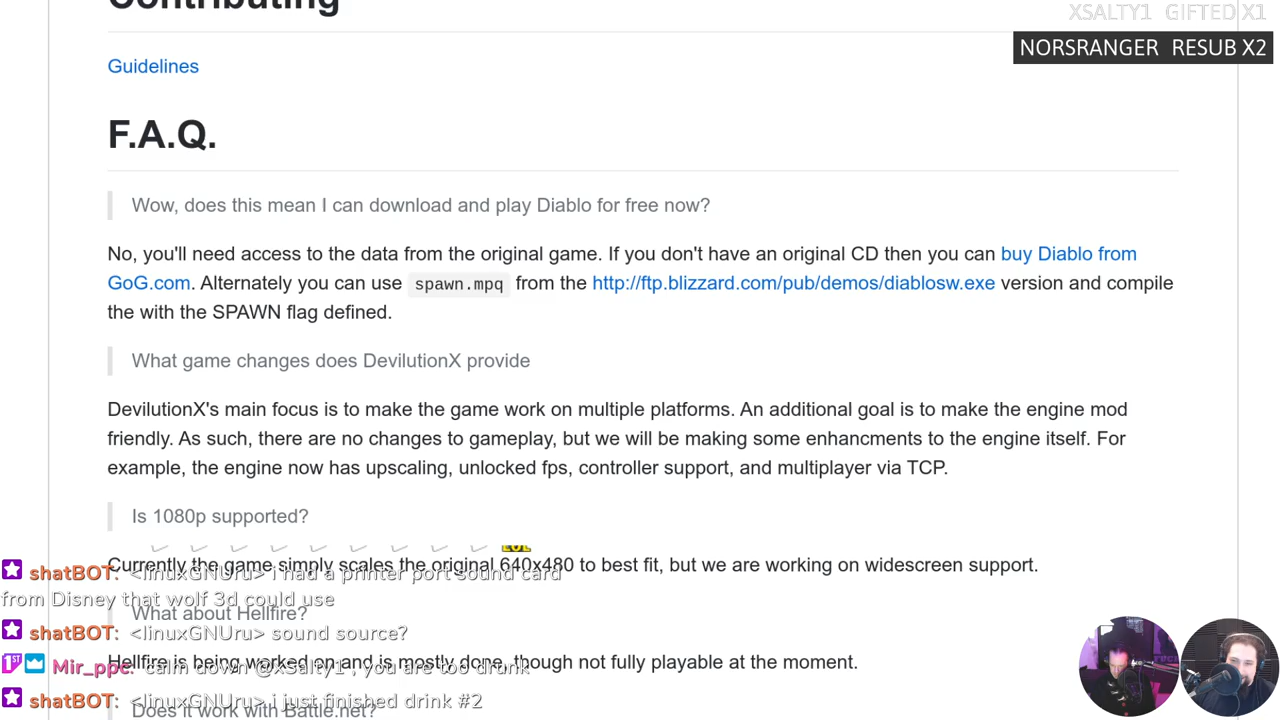 Contributing
XSALTY1 GIFTED X1
NORSRANGER RESUB X2
Guidelines
F.A.Q.
Wow, does this mean I can download and play Diablo for free now?
No, you'll need access to the data from the original game. If you don't have an original CD then you can buy Diablo from
GoG.com. Alternately you can use spawn.mpq from the http://ftp.blizzard.com/pub/demos/diablosw.exe version and compile
the with the SPAWN flag defined.
What game changes does DevilutionX provide
DevilutionX's main focus is to make the game work on multiple platforms. An additional goal is to make the engine mod
friendly. As such, there are no changes to gameplay, but we will be making some enhancments to the engine itself. For
example, the engine now has upscaling, unlocked fps, controller support, and multiplayer via TCP.
Is 1080p supported?
LOL
Currently the game simply scales the original 640x480 to best fit, but we are working on widescreen support.
shatBOT: <linuxGNUru> i had a printer port sound card
from Disney that wolf 3d could use
What about Hellfire?
shatBOT: <linuxGNUru> sound source?
Hellfire is being worked on and is mostly done, though not fully playable at the moment.
Mir_ppc: calm down @xSalty1, you are too drunk
shatBOT: <linuxGNUru> i just finished drink #2
Does it work with Battle.net?